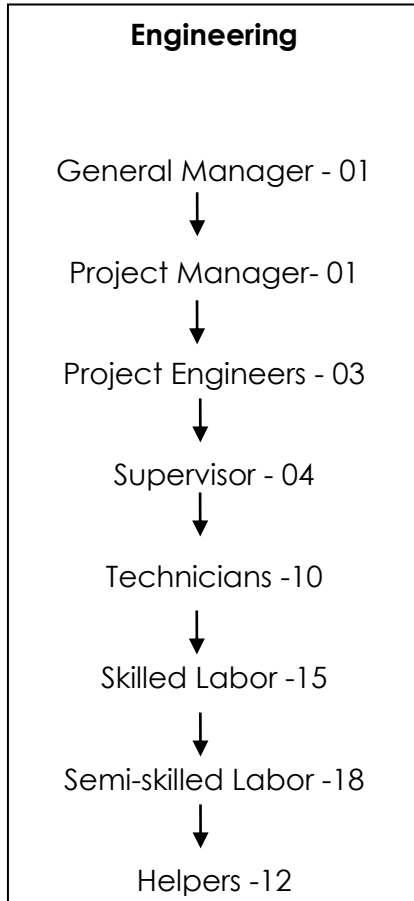 Engineering
General Manager - 01
Project Manager- 01
Project Engineers - 03
Supervisor - 04
Technicians -10
Skilled Labor -15
Semi-skilled Labor -18
Helpers -12